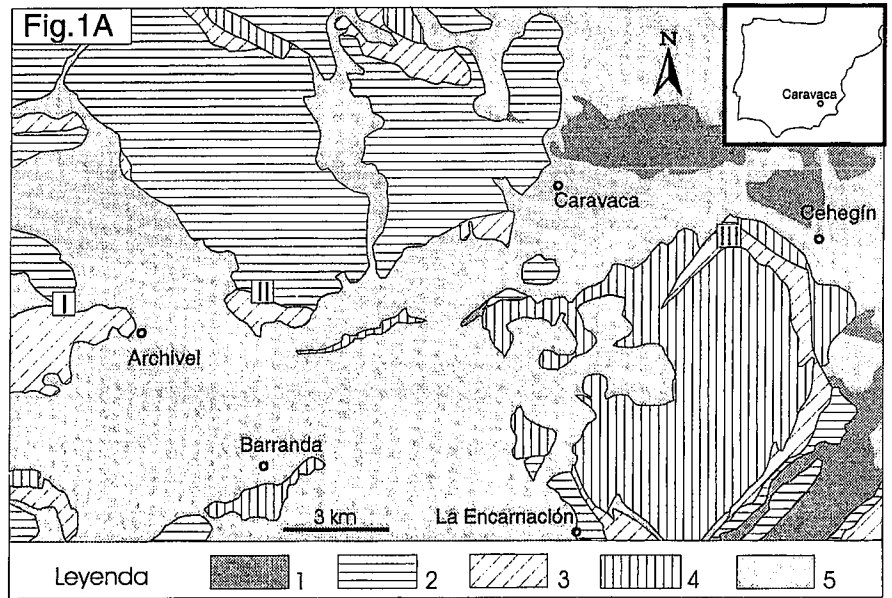 Fig.1A
N
Caravaca
Caravaca
Cehegín
III
II
I
Archivel
Barranda
3 km
La Encarnación
Leyenda 1 2 3 4 5